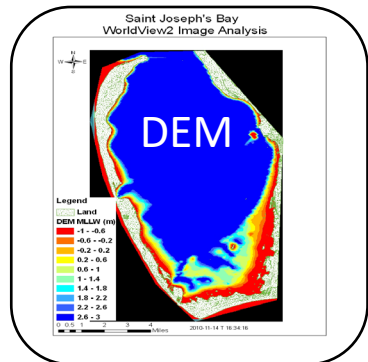 Saint Joseph's Bay
WorldView2 Image Analysis
N
W E
S
DEM
Legend
Land
DEM MLLW (m)
-1 - -0.6
-0.6 - -0.2
-0.2 - 0.2
0.2 - 0.6
0.6 - 1
1 - 1.4
1.4 - 1.8
1.8 - 2.2
2.2 - 2.6
2.6 - 3
0 0.5 1 2 3 4
Miles
2010-11-14 T 16:34:16